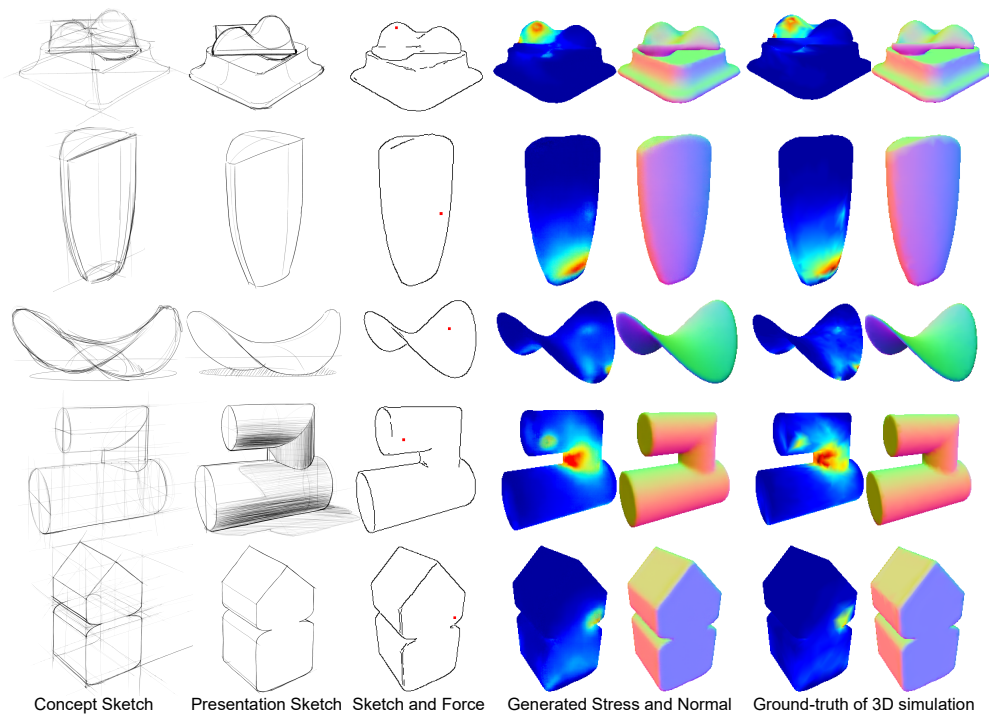 Concept Sketch Presentation Sketch Sketch and Force Generated Stress and Normal Ground-truth of 3D simulation